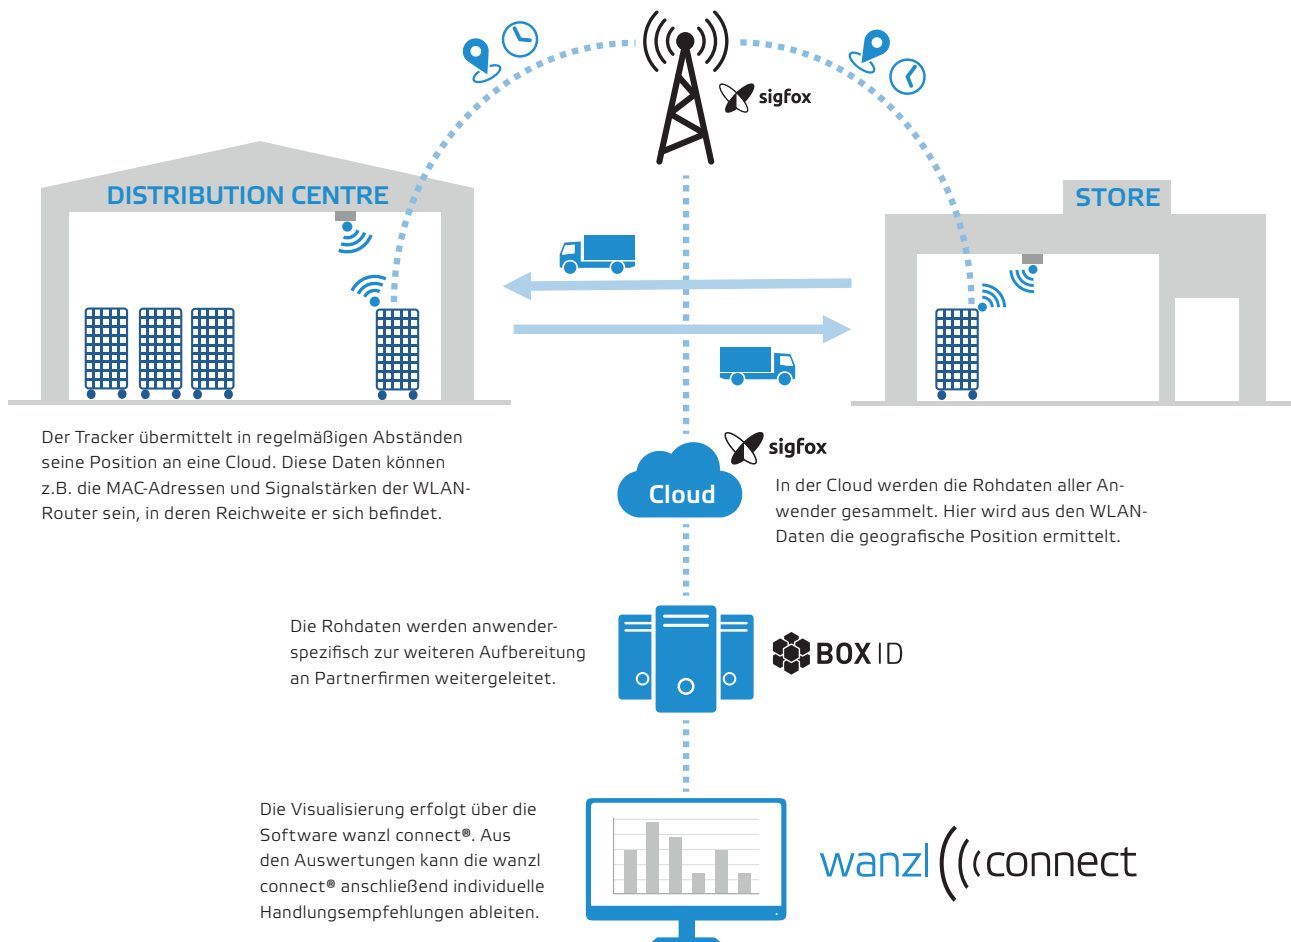 sigfox
DISTRIBUTION CENTRE
STORE
Der Tracker übermittelt in regelmäßigen Abständen
seine Position an eine Cloud. Diese Daten können
z.B. die MAC-Adressen und Signalstärken der WLAN-
Router sein, in deren Reichweite er sich befindet.
sigfox
Cloud
In der Cloud werden die Rohdaten aller An-
wender gesammelt. Hier wird aus den WLAN-
Daten die geografische Position ermittelt.
Die Rohdaten werden anwender-
spezifisch zur weiteren Aufbereitung
an Partnerfirmen weitergeleitet.
BOX ID
Die Visualisierung erfolgt über die
Software wanzl connect®. Aus
den Auswertungen kann die wanzl
connect® anschließend individuelle
Handlungsempfehlungen ableiten.
wanzl connect